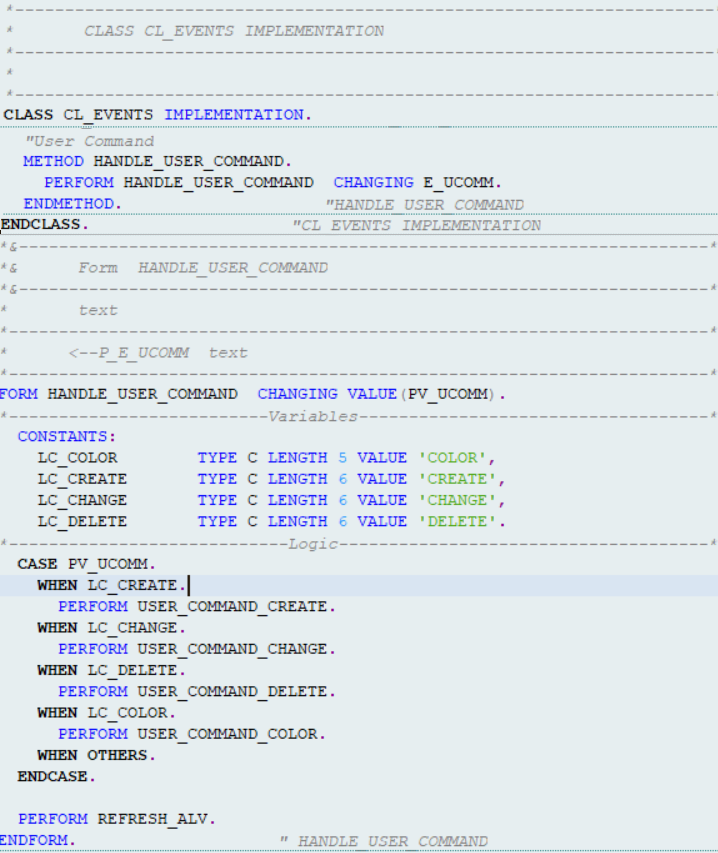 *----------------------------------------------------------------------*
*       CLASS CL_EVENTS IMPLEMENTATION
*----------------------------------------------------------------------*
*
*----------------------------------------------------------------------*
CLASS CL_EVENTS IMPLEMENTATION.
  "User Command
  METHOD HANDLE_USER_COMMAND.
    PERFORM HANDLE_USER_COMMAND  CHANGING E_UCOMM.
  ENDMETHOD.                    "HANDLE_USER_COMMAND
ENDCLASS.                    "CL_EVENTS IMPLEMENTATION
*&---------------------------------------------------------------------*
*&      Form  HANDLE_USER_COMMAND
*&---------------------------------------------------------------------*
*       text
*----------------------------------------------------------------------*
*      <--P_E_UCOMM  text
*----------------------------------------------------------------------*
FORM HANDLE_USER_COMMAND  CHANGING VALUE(PV_UCOMM).
*--------------------------Variables-----------------------------------*
  CONSTANTS:
    LC_COLOR        TYPE C LENGTH 5 VALUE 'COLOR',
    LC_CREATE       TYPE C LENGTH 6 VALUE 'CREATE',
    LC_CHANGE       TYPE C LENGTH 6 VALUE 'CHANGE',
    LC_DELETE       TYPE C LENGTH 6 VALUE 'DELETE'.
*----------------------------Logic-------------------------------------*
  CASE PV_UCOMM.
    WHEN LC_CREATE.
      PERFORM USER_COMMAND_CREATE.
    WHEN LC_CHANGE.
      PERFORM USER_COMMAND_CHANGE.
    WHEN LC_DELETE.
      PERFORM USER_COMMAND_DELETE.
    WHEN LC_COLOR.
      PERFORM USER_COMMAND_COLOR.
    WHEN OTHERS.
  ENDCASE.
  PERFORM REFRESH_ALV.
ENDFORM.                    " HANDLE_USER_COMMAND